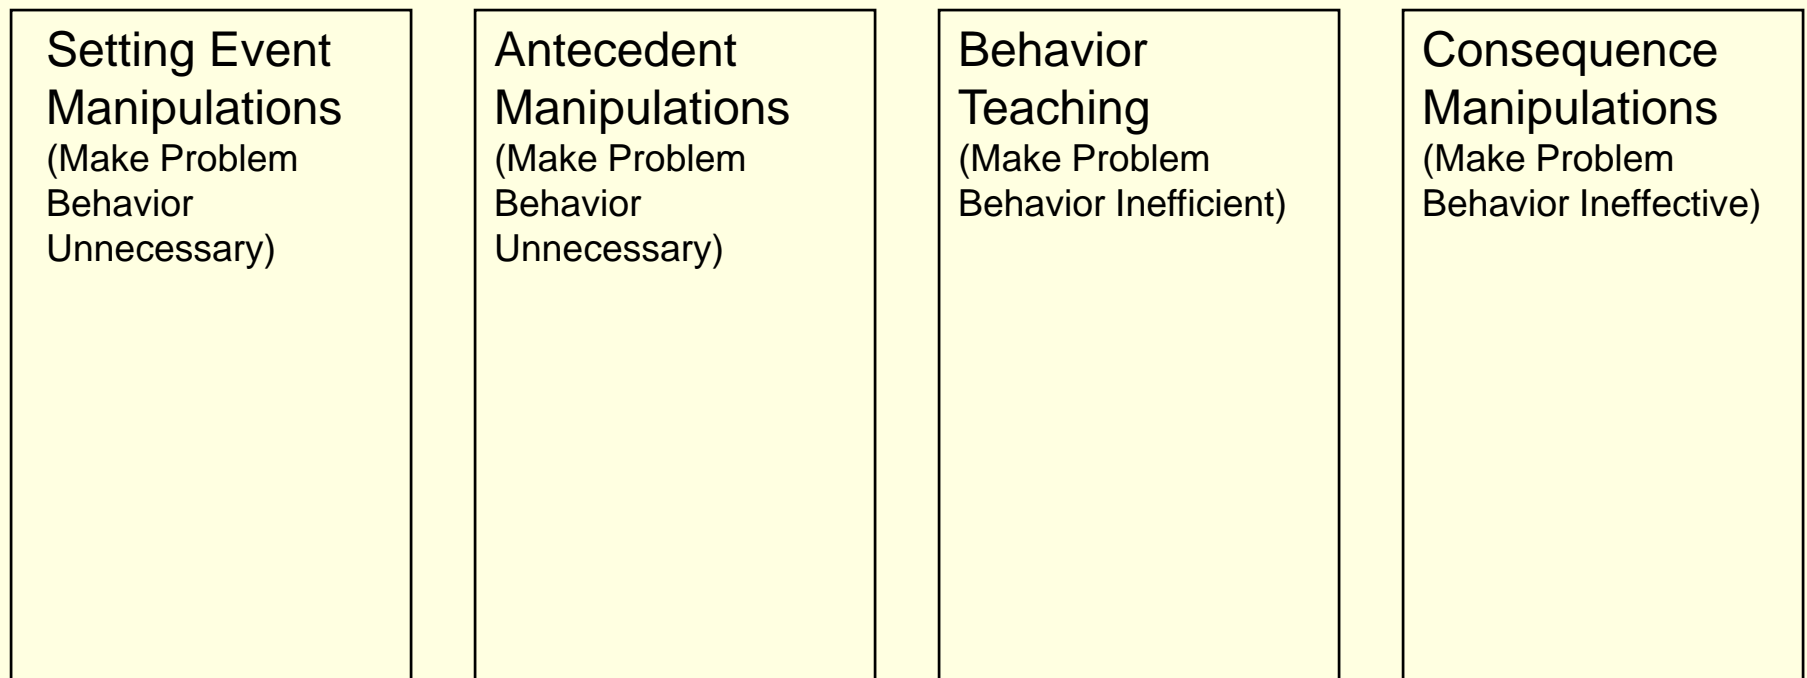 Setting Event
Manipulations
(Make Problem
Behavior
Unnecessary)
Antecedent
Manipulations
(Make Problem
Behavior
Unnecessary)
Behavior
Teaching
(Make Problem
Behavior Inefficient)
Consequence
Manipulations
(Make Problem
Behavior Ineffective)